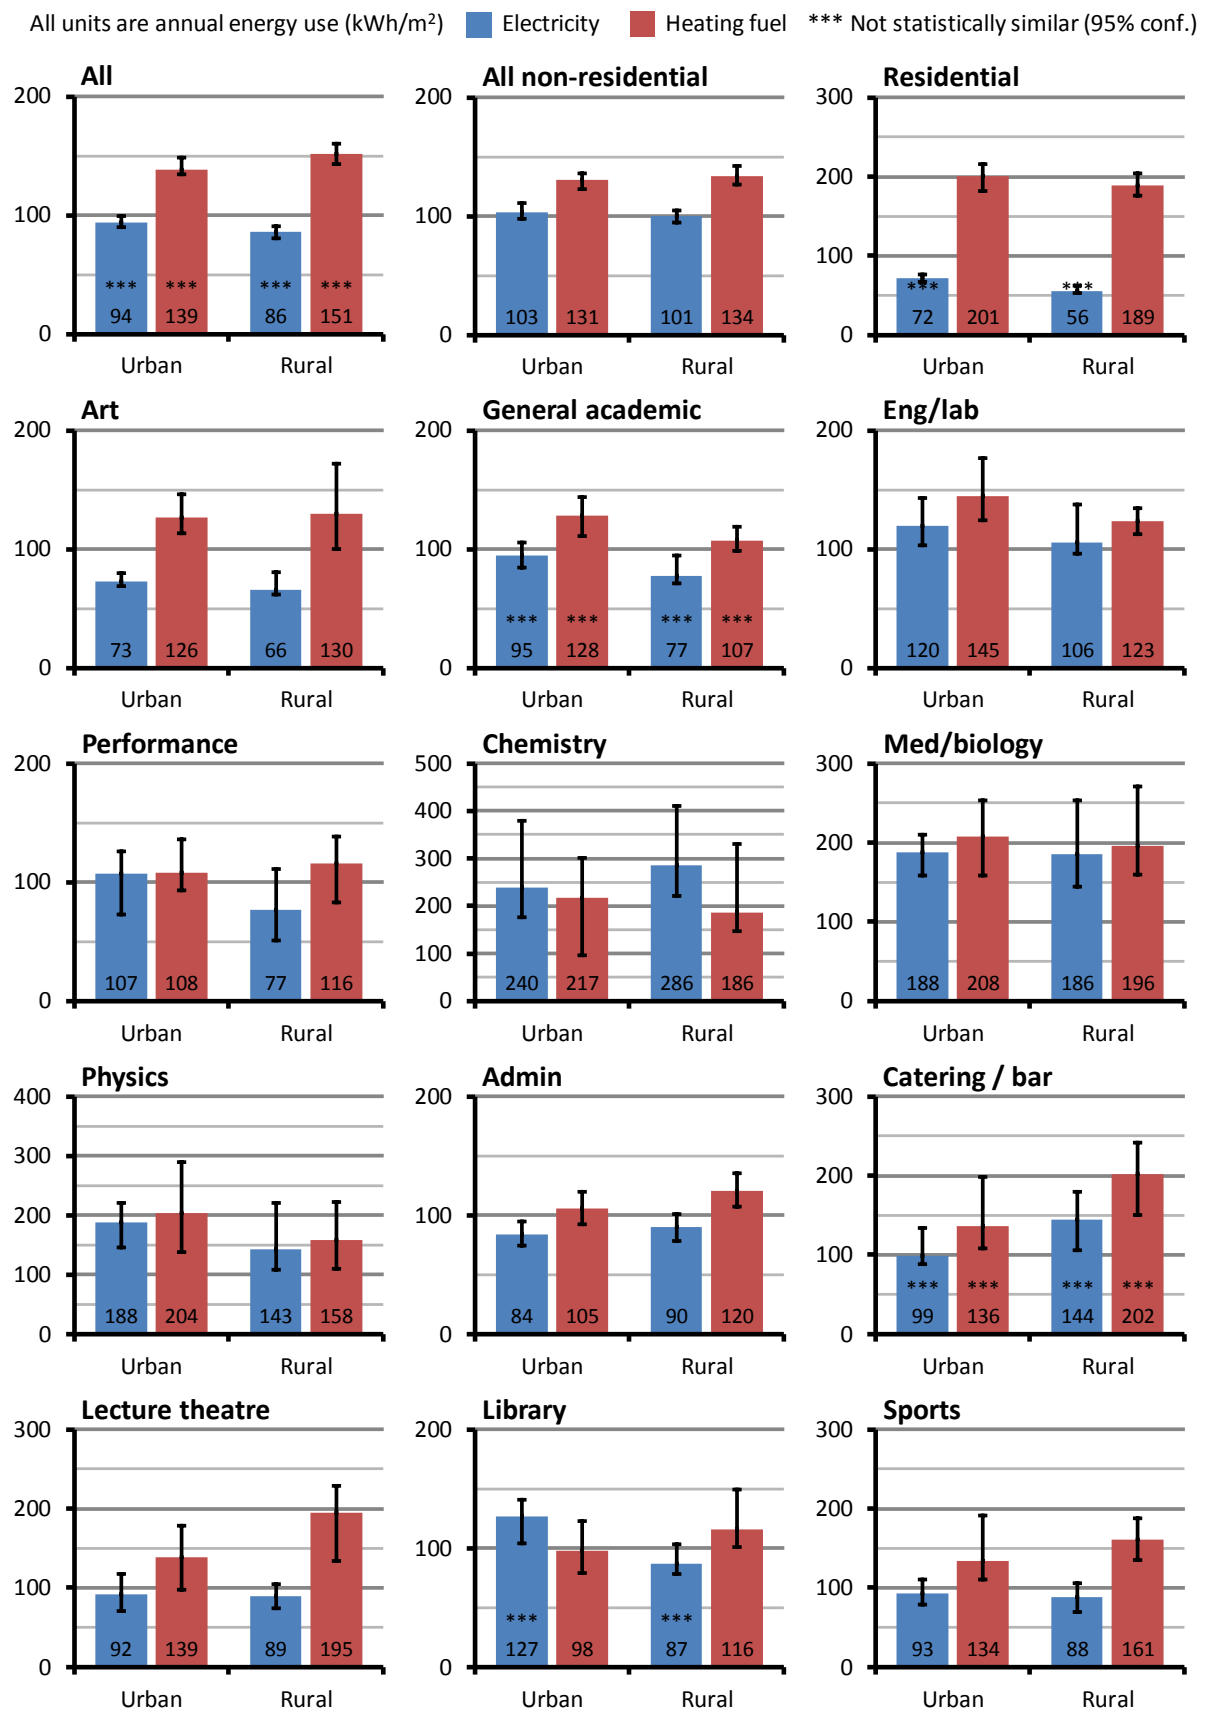 All units are annual energy use (kWh/m²) Electricity Heating fuel *** Not statistically similar (95% conf.)
All All non-residential Residential
200 200 300
200
100 100
100
*** *** *** *** *** ***
94 139 86 151 103 131 101 134 72 201 56 189
0 0 0
Urban Rural Urban Rural Urban Rural
Art General academic Eng/lab
200 200 200
100 100 100
*** *** *** ***
73 126 66 130 95 128 77 107 120 145 106 123
0 0 0
Urban Rural Urban Rural Urban Rural
Performance Chemistry Med/biology
200 500 300
400
300
200
100 200
100
100
107 108 77 116 240 217 286 186 188 208 186 196
0 0 0
Urban Rural Urban Rural Urban Rural
Physics Admin Catering / bar
400 200 300
300
200
200 100
100 100
*** *** *** ***
188 204 143 158 84 105 90 120 99 136 144 202
0 0 0
Urban Rural Urban Rural Urban Rural
Lecture theatre Library Sports
300 200 300
200 200
100
100 100
*** ***
92 139 89 195 127 98 87 116 93 134 88 161
0 0 0
Urban Rural Urban Rural Urban Rural